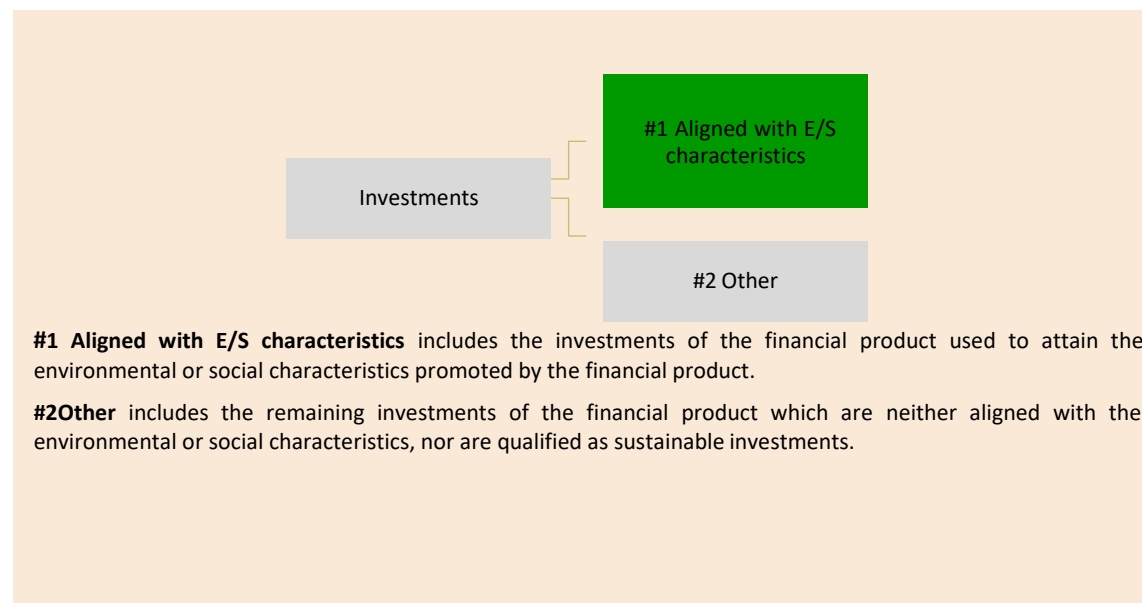 #1 Aligned with E/S
characteristics
Investments
#2 Other
#1 Aligned with E/S characteristics includes the investments of the financial product used to attain the
environmental or social characteristics promoted by the financial product.
#2Other includes the remaining investments of the financial product which are neither aligned with the
environmental or social characteristics, nor are qualified as sustainable investments.